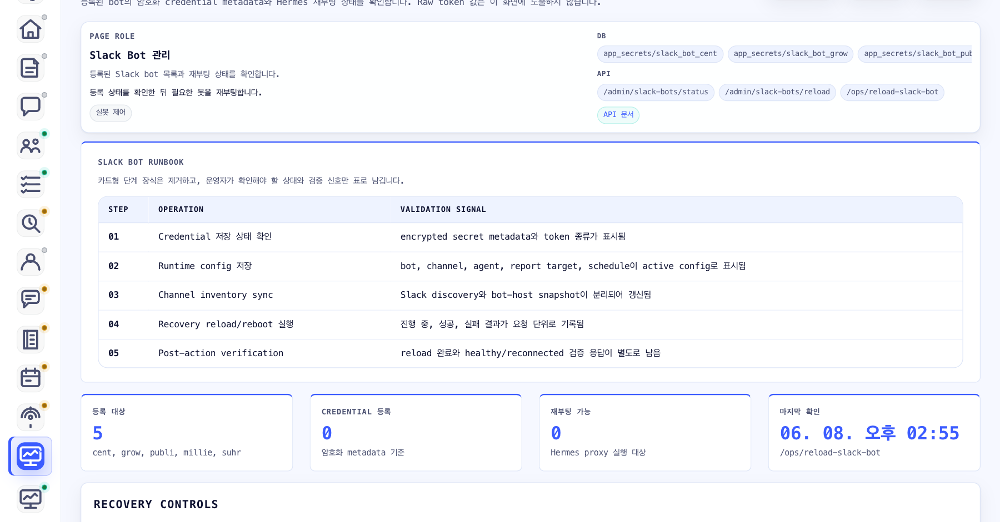 등록된 bot의 암호화 credential metadata와 Hermes 재부팅 상태를 확인합니다. Raw token 값은 이 화면에 노출하지 않습니다.
PAGE ROLE
Slack Bot 관리
등록된 Slack bot 목록과 재부팅 상태를 확인합니다.
등록 상태를 확인한 뒤 필요한 봇을 재부팅합니다.
실봇 제어
DB
app_secrets/slack_bot_cent
app_secrets/slack_bot_grow
app_secrets/slack_bot_pub
API
/admin/slack-bots/status
/admin/slack-bots/reload
/ops/reload-slack-bot
API 문서
SLACK BOT RUNBOOK
카드형 단계 장식은 제거하고, 운영자가 확인해야 할 상태와 검증 신호만 표로 남깁니다.
STEP OPERATION VALIDATION SIGNAL
01 Credential 저장 상태 확인 encrypted secret metadata와 token 종류가 표시됨
02 Runtime config 저장 bot, channel, agent, report target, schedule이 active config로 표시됨
03 Channel inventory sync Slack discovery와 bot-host snapshot이 분리되어 갱신됨
04 Recovery reload/reboot 실행 진행 중, 성공, 실패 결과가 요청 단위로 기록됨
05 Post-action verification reload 완료와 healthy/reconnected 검증 응답이 별도로 남음
등록 대상
5
cent, grow, publi, millie, suhr
CREDENTIAL 등록
0
암호화 metadata 기준
재부팅 가능
0
Hermes proxy 실행 대상
마지막 확인
06. 08. 오후 02:55
/ops/reload-slack-bot
RECOVERY CONTROLS